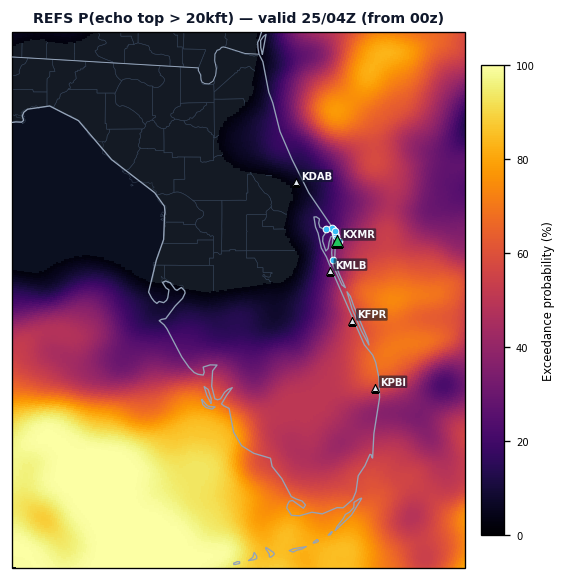 REFS P(echo top > 20kft) — valid 25/04Z (from 00z)
KDAB
KXMR
KMLB
KFPR
KPBI
100
80
60
40
20
0
Exceedance probability (%)